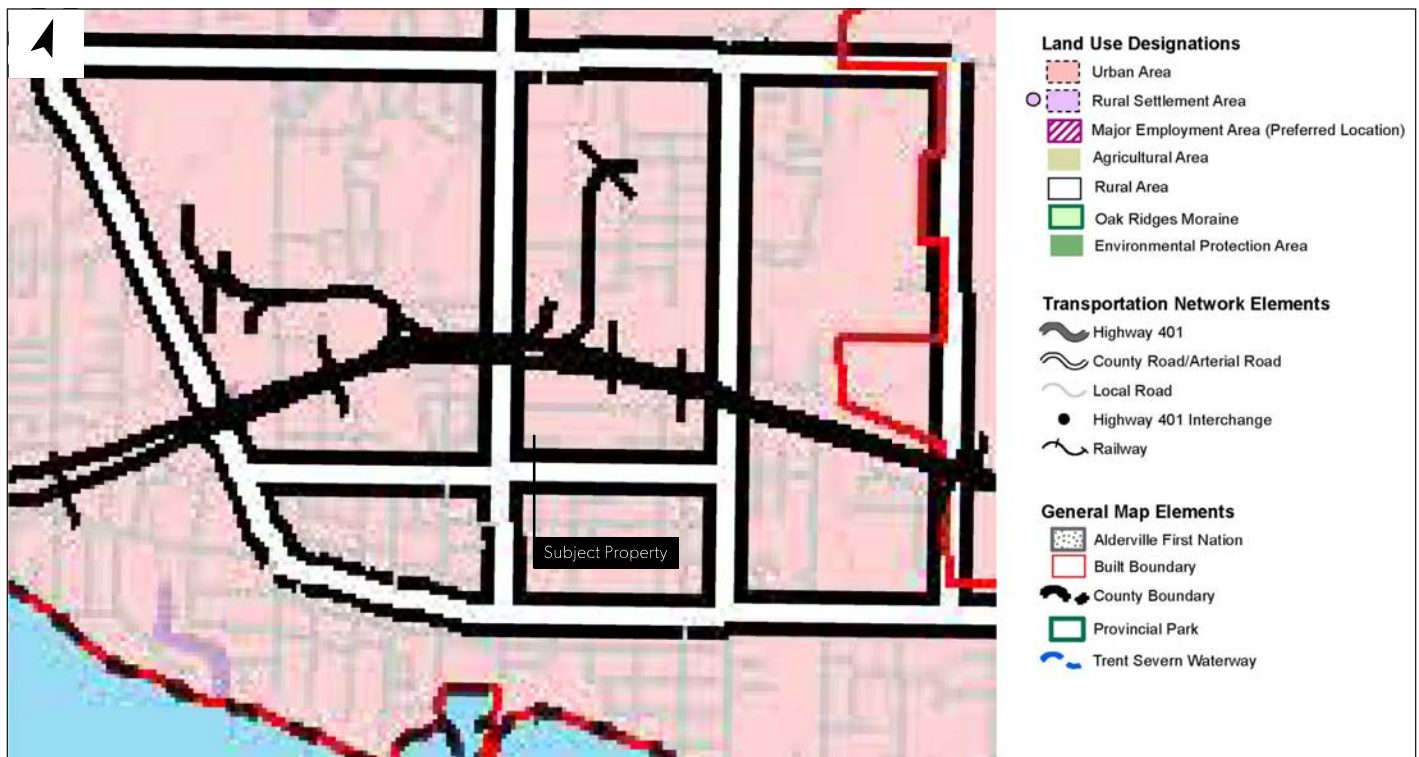 Subject Property
Land Use Designations
Urban Area
Rural Settlement Area
Major Employment Area (Preferred Location)
Agricultural Area
Rural Area
Oak Ridges Moraine
Environmental Protection Area
Transportation Network Elements
Highway 401
County Road/Arterial Road
Local Road
Highway 401 Interchange
Railway
General Map Elements
Alderville First Nation
Built Boundary
County Boundary
Provincial Park
Trent Severn Waterway